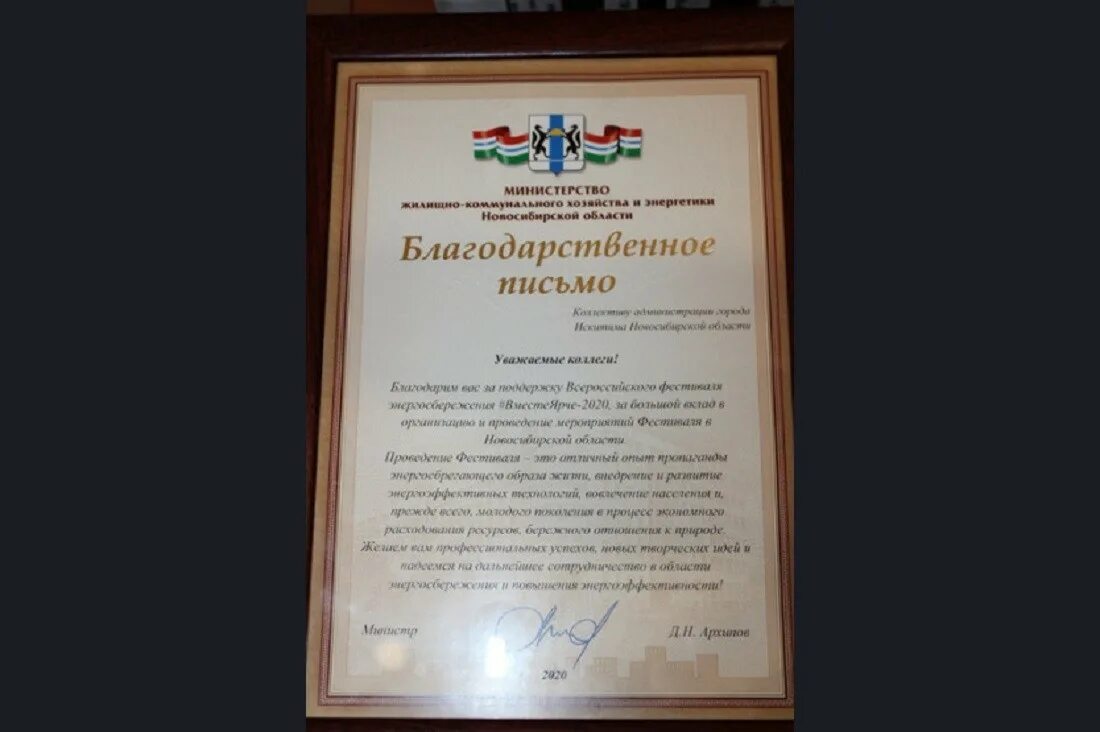 МИНИСТЕРСТВО
жилищно-коммунального хозяйства и энергетики
Новосибирской области
Благодарственное
письмо
Коллективу администрации города
Искитима Новосибирской области
Уважаемые коллеги!
Благодарим вас за поддержку Всероссийского фестиваля
энергосбережения #ВместеЯрче-2020, за большой вклад в
организацию и проведение мероприятий Фестиваля в
Новосибирской области.
Проведение Фестиваля – это отличный опыт пропаганды
энергосберегающего образа жизни, внедрение и развитие
энергоэффективных технологий, вовлечение населения и,
прежде всего, молодого поколения в процесс экономного
расходования ресурсов, бережного отношения к природе.
Желаем вам профессиональных успехов, новых творческих идей и
надеемся на дальнейшее сотрудничество в области
энергосбережения и повышения энергоэффективности!
Министр Д.Н. Архипов
2020